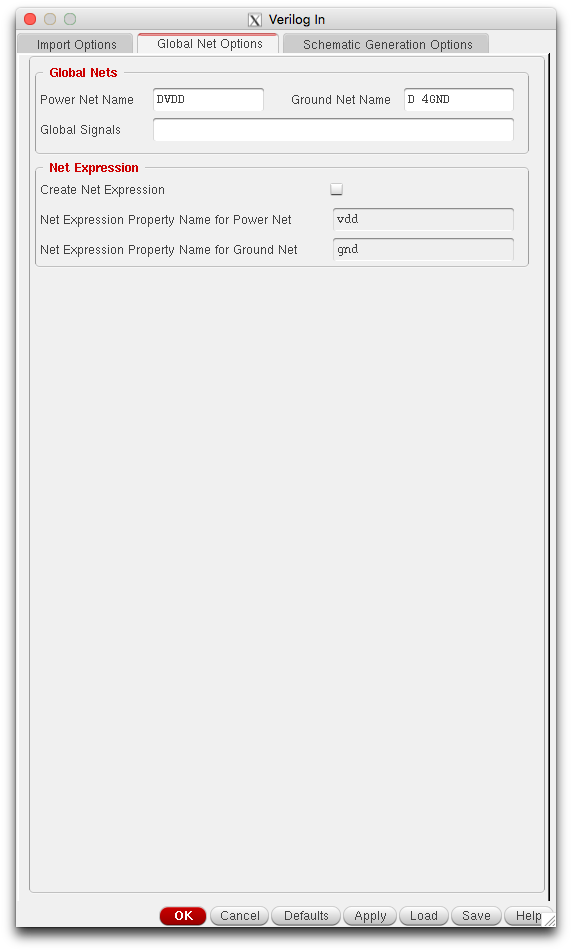 Verilog In
Import Options Global Net Options Schematic Generation Options
Global Nets
Power Net Name DVDD Ground Net Name D 4GND
Global Signals
Net Expression
Create Net Expression
Net Expression Property Name for Power Net vdd
Net Expression Property Name for Ground Net gnd
OK Cancel Defaults Apply Load Save Help